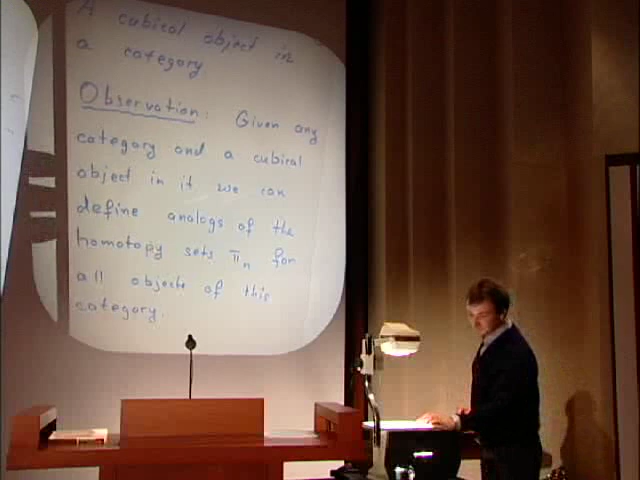 A cubical object in
a category
Observation: Given any
category and a cubical
object in it we can
define analogs of the
homotopy sets πn for
all objects of this
category.